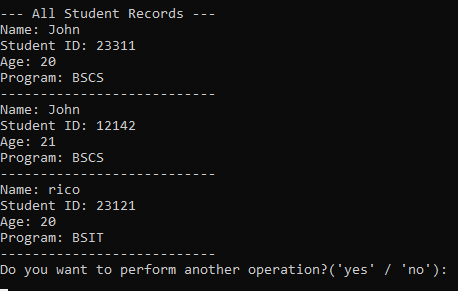 --- All Student Records ---
Name: John
Student ID: 23311
Age: 20
Program: BSCS
---------------------------
Name: John
Student ID: 12142
Age: 21
Program: BSCS
---------------------------
Name: rico
Student ID: 23121
Age: 20
Program: BSIT
---------------------------
Do you want to perform another operation?('yes' / 'no'):